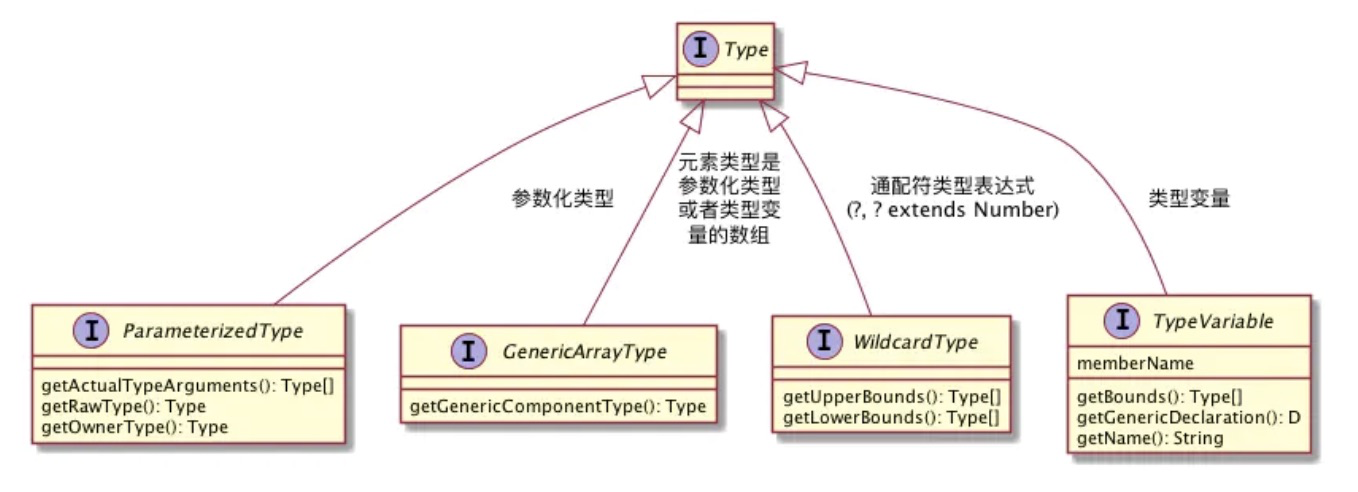 I Type
参数化类型
元素类型是
参数化类型
或者类型变
量的数组
通配符类型表达式
(?, ? extends Number)
类型变量
I ParameterizedType
getActualTypeArguments(): Type[]
getRawType(): Type
getOwnerType(): Type
I GenericArrayType
getGenericComponentType(): Type
I WildcardType
getUpperBounds(): Type[]
getLowerBounds(): Type[]
I TypeVariable
memberName
getBounds(): Type[]
getGenericDeclaration(): D
getName(): String